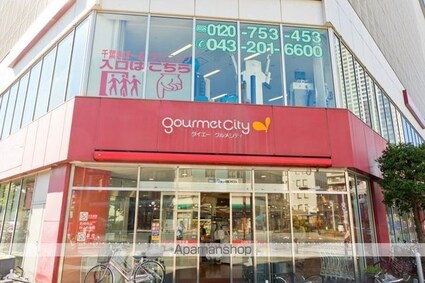 0120-753-453
043-201-6600
入口はこちら
gourmet City
ダイエー グルメシティ
Apamanshop